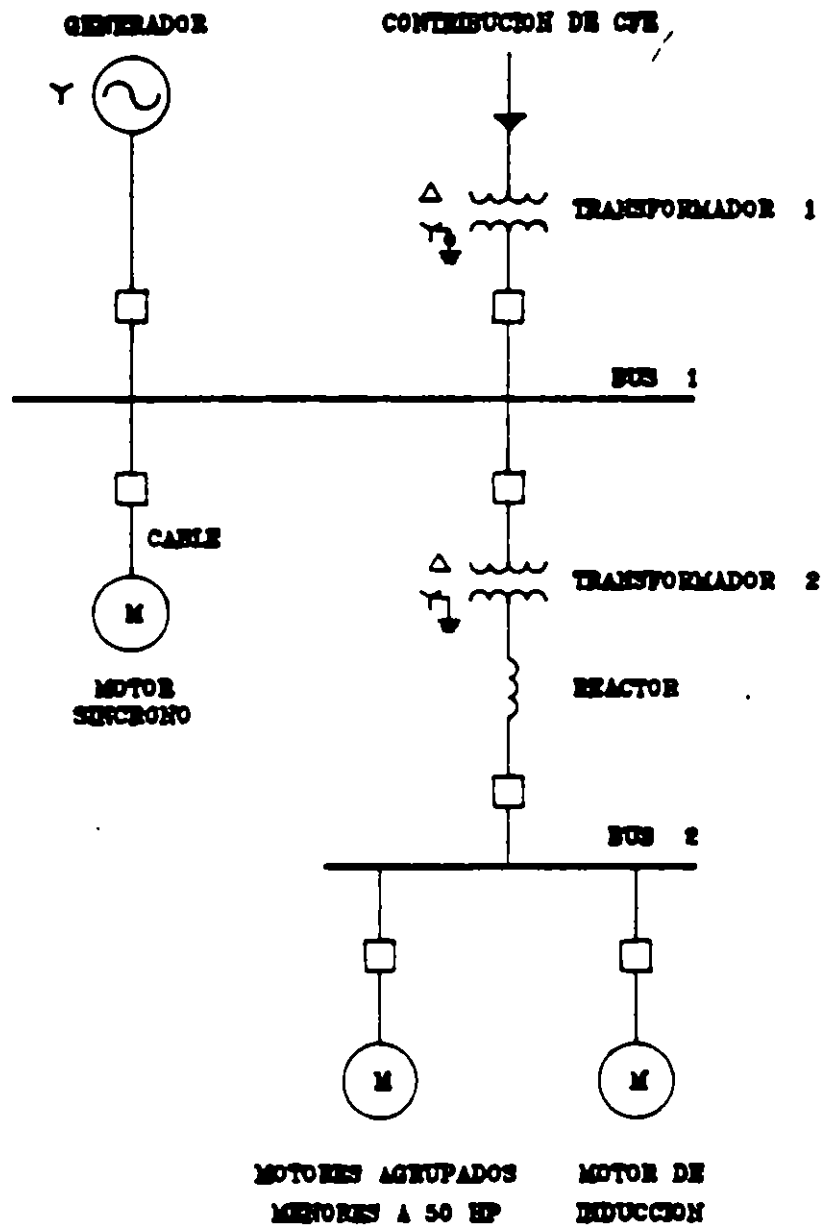 GENERADOR
CONTRIBUCION DE CFE
TRANSFORMADOR 1
BUS 1
CABLE
M
MOTOR
SINCRONO
TRANSFORMADOR 2
REACTOR
BUS 2
M
M
MOTORES AGRUPADOS
MENORES A 50 HP
MOTOR DE
INDUCCION